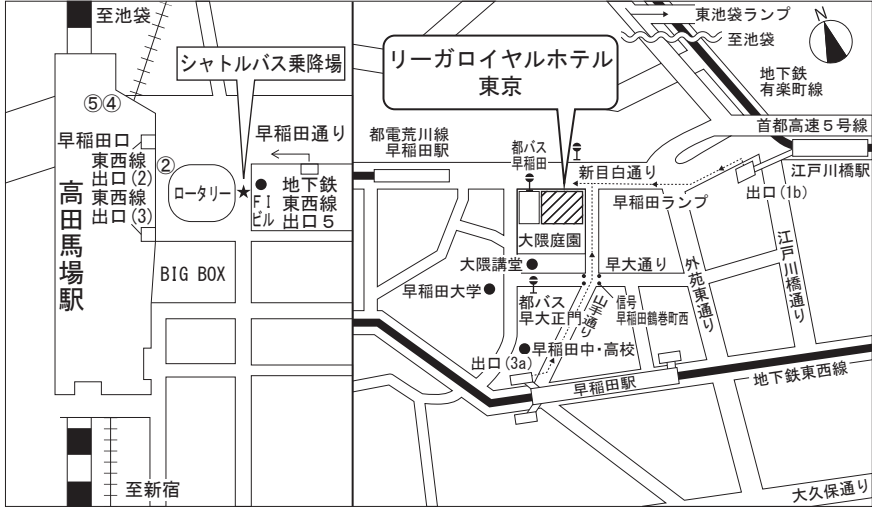 至池袋
シャトルバス乗降場
⑤④
早稲田口
東西線
出口(2)
東西線
出口(3)
高田馬場駅
②
ロータリー
★
早稲田通り
FI
ビル
地下鉄
東西線
出口5
BIG BOX
至新宿
リーガロイヤルホテル
東京
東池袋ランプ
至池袋
N
地下鉄
有楽町線
首都高速5号線
都電荒川線
早稲田駅
都バス
早稲田
新目白通り
江戸川橋駅
出口(1b)
早稲田ランプ
大隈庭園
大隈講堂
早大通り
早稲田大学
都バス
早大正門
山手通り
信号
早稲田鶴巻町西
外苑東通り
江戸川橋通り
早稲田中・高校
出口(3a)
早稲田駅
地下鉄東西線
大久保通り